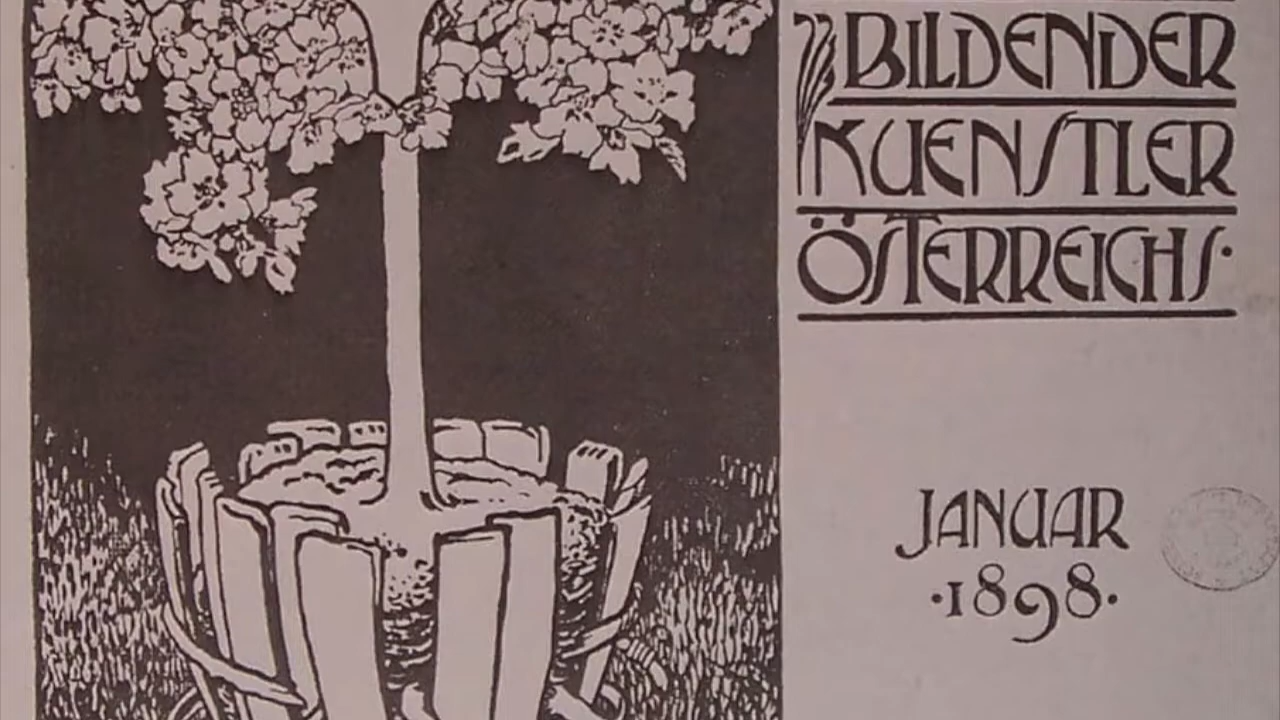 BILDENDER
KUENSTLER
ÖSTERREICHS·
JANUAR
·1898·